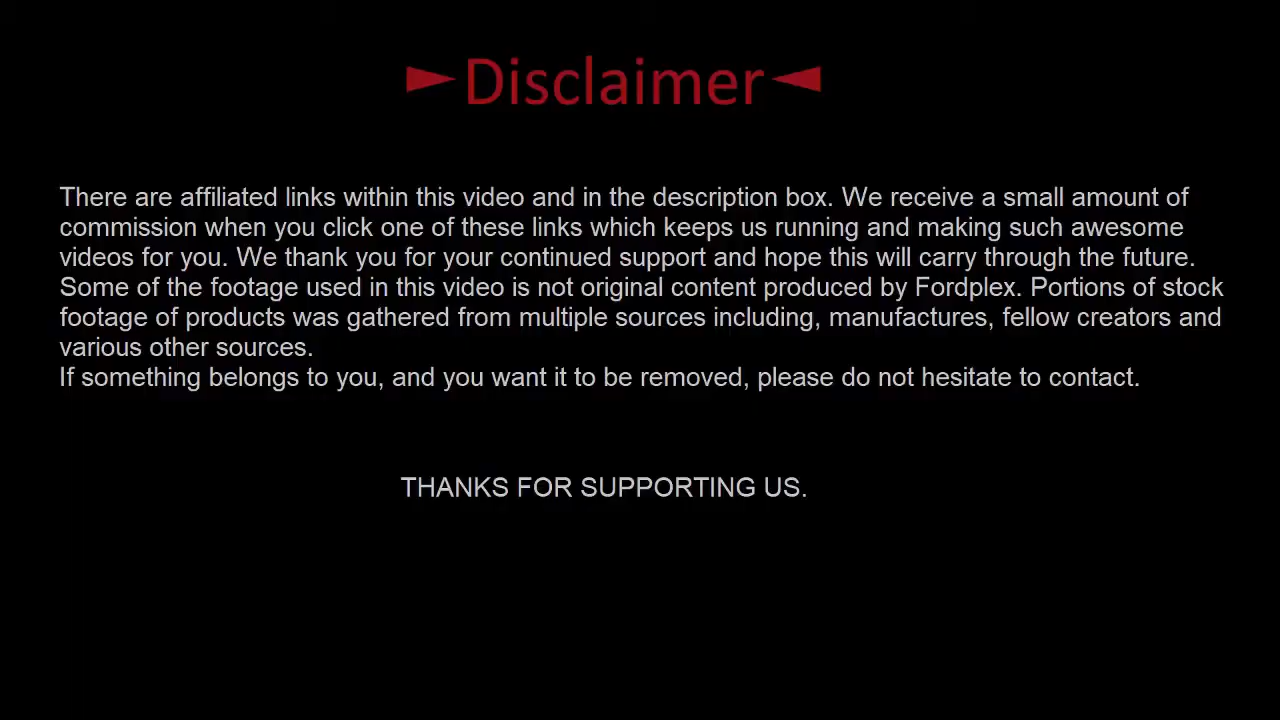 ►Disclaimer◄
There are affiliated links within this video and in the description box. We receive a small amount of
commission when you click one of these links which keeps us running and making such awesome
videos for you. We thank you for your continued support and hope this will carry through the future.
Some of the footage used in this video is not original content produced by Fordplex. Portions of stock
footage of products was gathered from multiple sources including, manufactures, fellow creators and
various other sources.
If something belongs to you, and you want it to be removed, please do not hesitate to contact.
THANKS FOR SUPPORTING US.